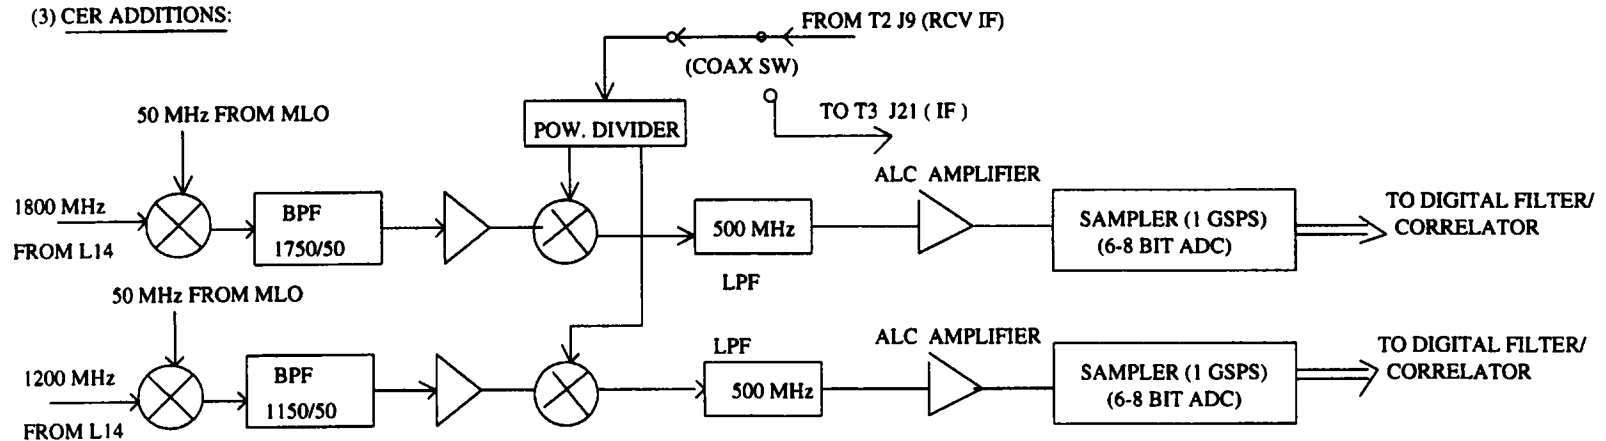 (3) CER ADDITIONS:
FROM T2 J9 (RCV IF)
(COAX SW)
TO T3 J21 ( IF )
50 MHz FROM MLO
POW. DIVIDER
1800 MHz
FROM L14
BPF
1750/50
500 MHz
LPF
ALC AMPLIFIER
SAMPLER (1 GSPS)
(6-8 BIT ADC)
TO DIGITAL FILTER/
CORRELATOR
50 MHz FROM MLO
1200 MHz
FROM L14
BPF
1150/50
LPF
500 MHz
ALC AMPLIFIER
SAMPLER (1 GSPS)
(6-8 BIT ADC)
TO DIGITAL FILTER/
CORRELATOR